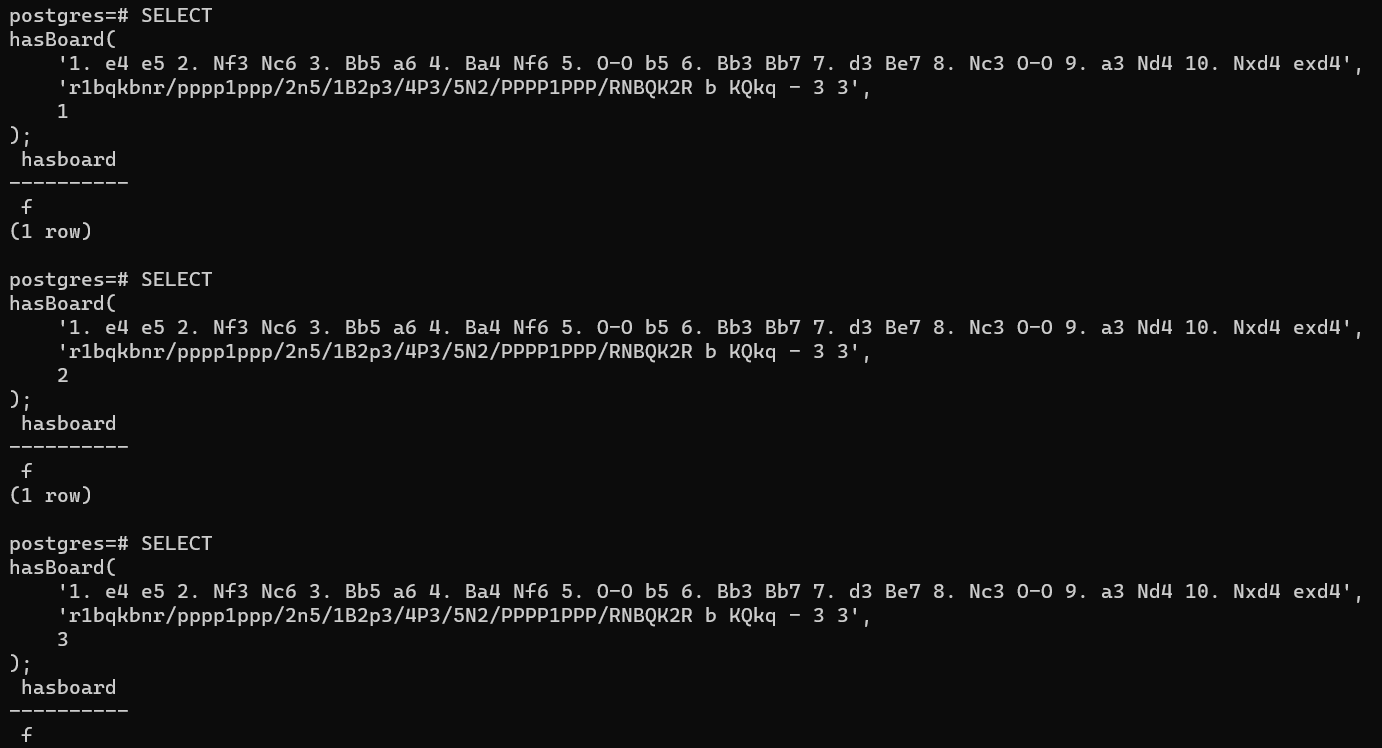 postgres=# SELECT
hasBoard(
    '1. e4 e5 2. Nf3 Nc6 3. Bb5 a6 4. Ba4 Nf6 5. O-O b5 6. Bb3 Bb7 7. d3 Be7 8. Nc3 O-O 9. a3 Nd4 10. Nxd4 exd4',
    'r1bqkbnr/pppp1ppp/2n5/1B2p3/4P3/5N2/PPPP1PPP/RNBQK2R b KQkq - 3 3',
    1
);
 hasboard
----------
 f
(1 row)

postgres=# SELECT
hasBoard(
    '1. e4 e5 2. Nf3 Nc6 3. Bb5 a6 4. Ba4 Nf6 5. O-O b5 6. Bb3 Bb7 7. d3 Be7 8. Nc3 O-O 9. a3 Nd4 10. Nxd4 exd4',
    'r1bqkbnr/pppp1ppp/2n5/1B2p3/4P3/5N2/PPPP1PPP/RNBQK2R b KQkq - 3 3',
    2
);
 hasboard
----------
 f
(1 row)

postgres=# SELECT
hasBoard(
    '1. e4 e5 2. Nf3 Nc6 3. Bb5 a6 4. Ba4 Nf6 5. O-O b5 6. Bb3 Bb7 7. d3 Be7 8. Nc3 O-O 9. a3 Nd4 10. Nxd4 exd4',
    'r1bqkbnr/pppp1ppp/2n5/1B2p3/4P3/5N2/PPPP1PPP/RNBQK2R b KQkq - 3 3',
    3
);
 hasboard
----------
 f